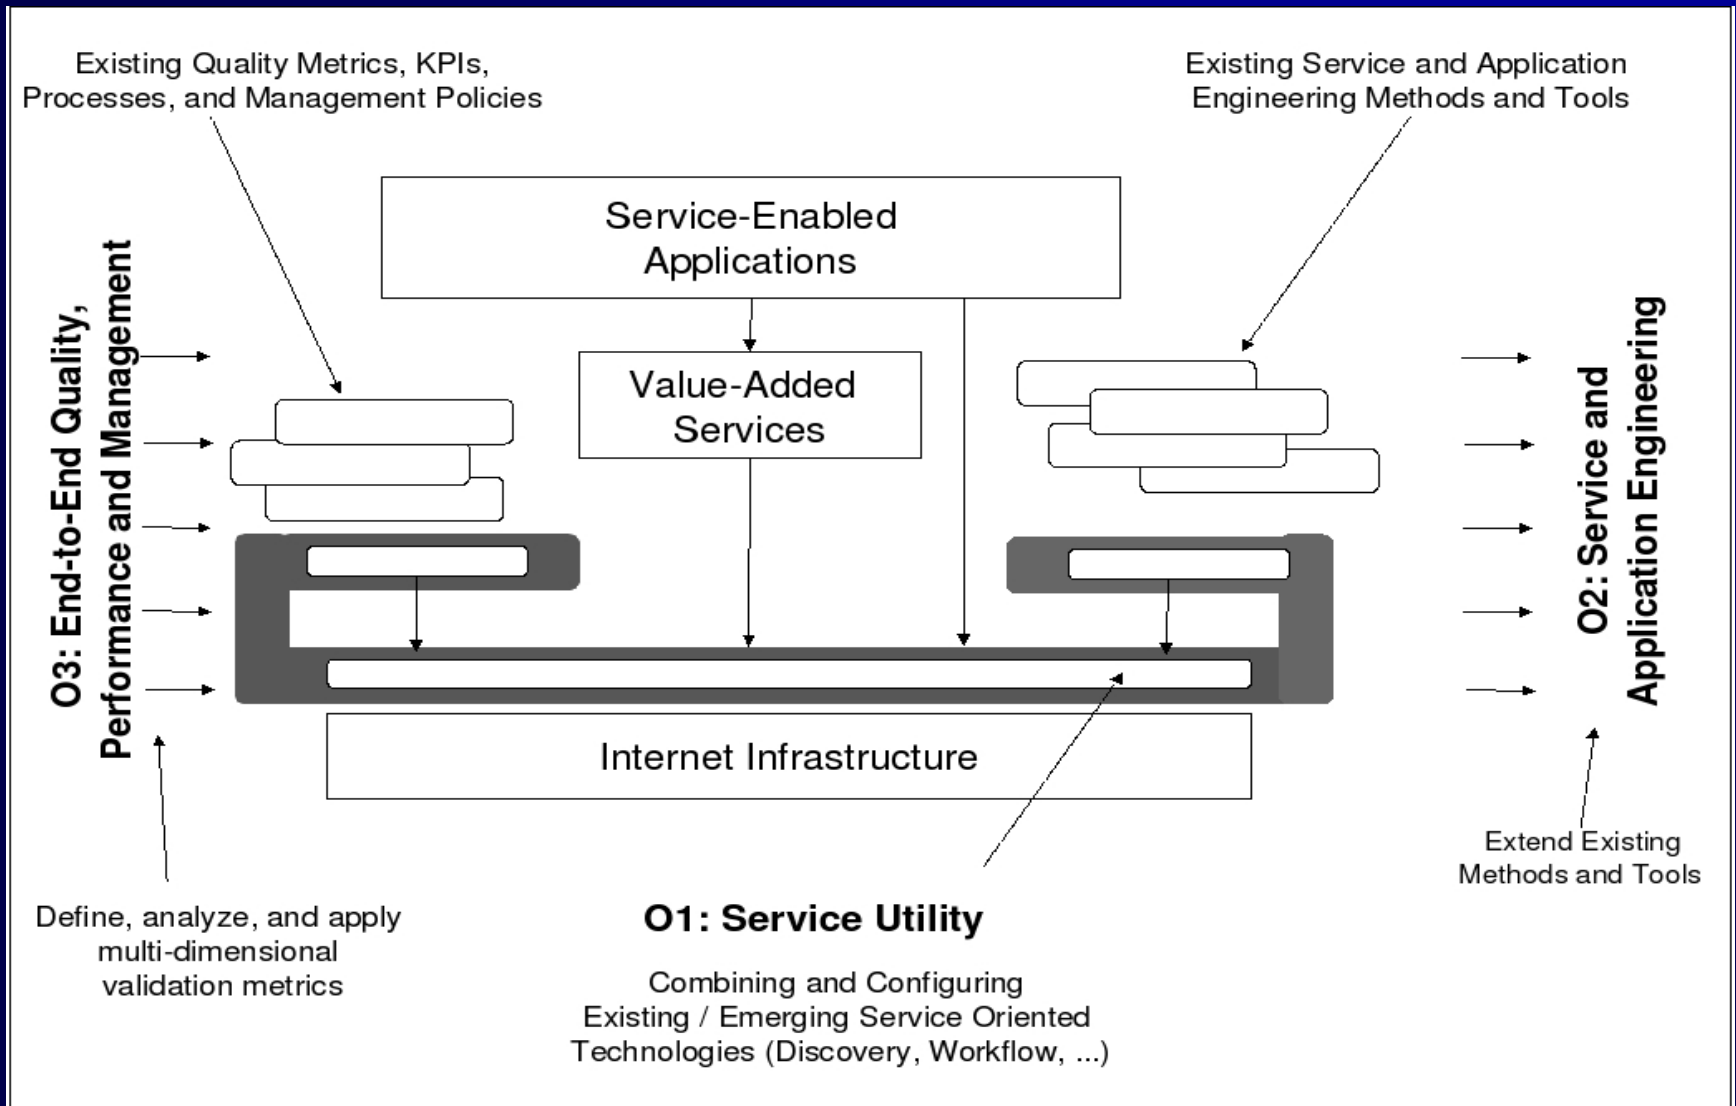 Existing Quality Metrics, KPIs,
Processes, and Management Policies
Existing Service and Application
Engineering Methods and Tools
Service-Enabled
Applications
Value-Added
Services
O3: End-to-End Quality,
Performance and Management
O2: Service and
Application Engineering
Internet Infrastructure
Extend Existing
Methods and Tools
Define, analyze, and apply
multi-dimensional
validation metrics
O1: Service Utility
Combining and Configuring
Existing / Emerging Service Oriented
Technologies (Discovery, Workflow, ...)